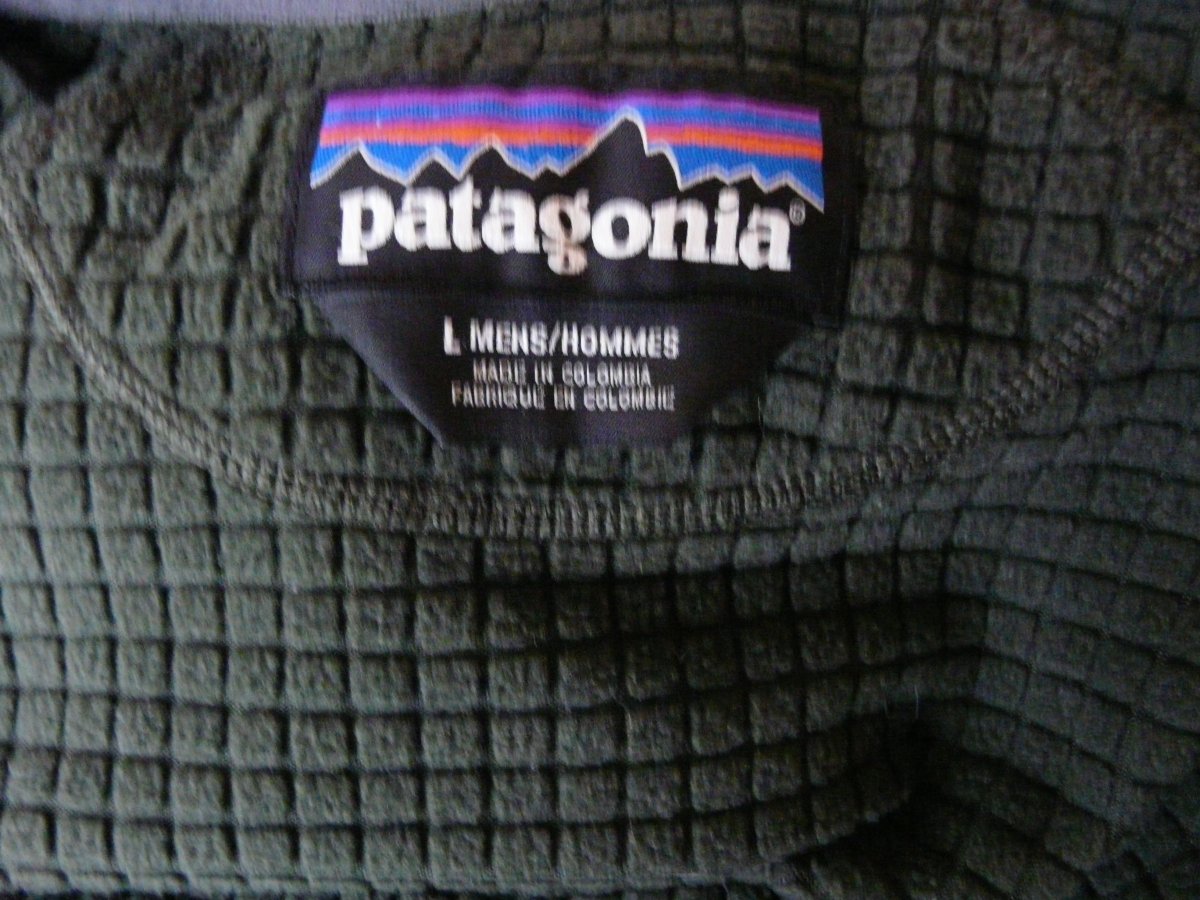 patagonia®
L MENS/HOMMES
MADE IN COLOMBIA
FABRIQUÉ EN COLOMBIE